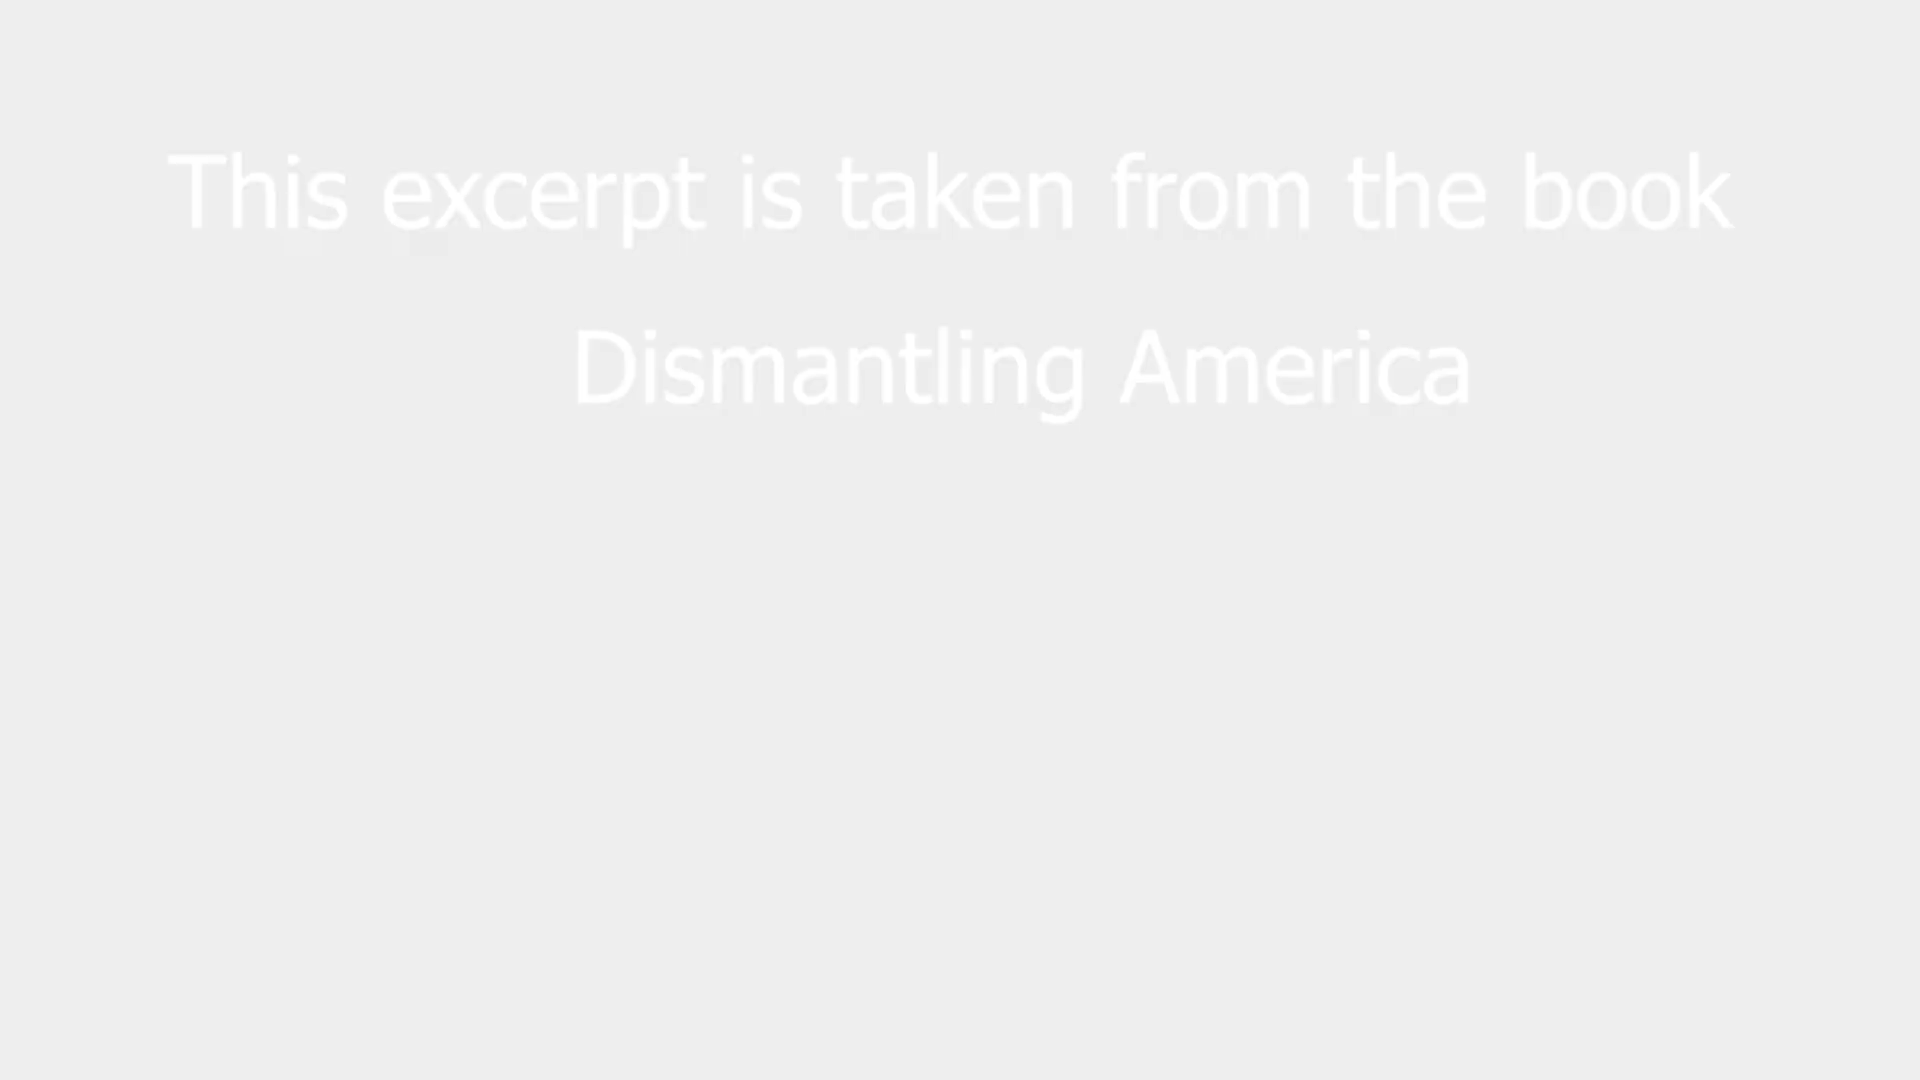 This excerpt is taken from the book
Dismantling America